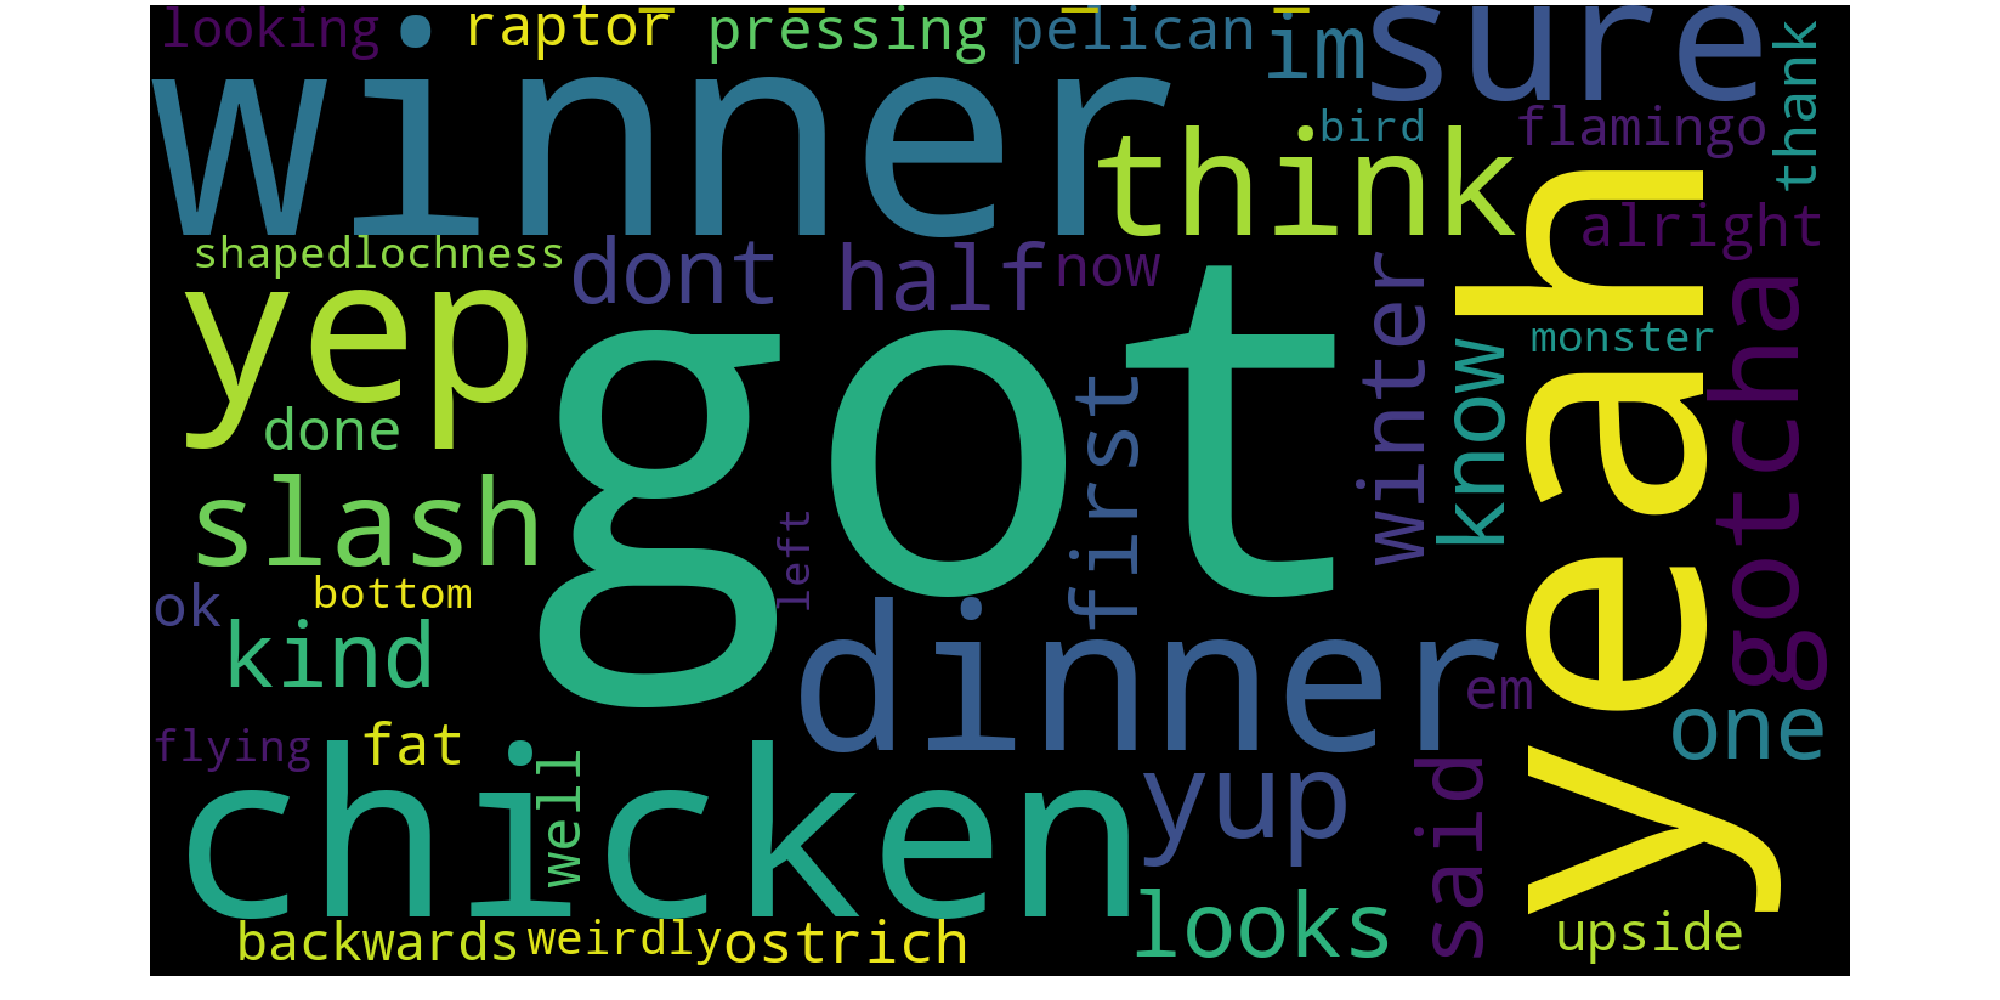 looking raptor pressing pelican im sure thank
winner think bird flamingo
shapedlochness dont half now alright
yep got winter know yeah monster gotcha
done first
slash left
ok bottom
kind dinner em one
flying fat
chicken well yup said
looks
backwards weirdly ostrich upside